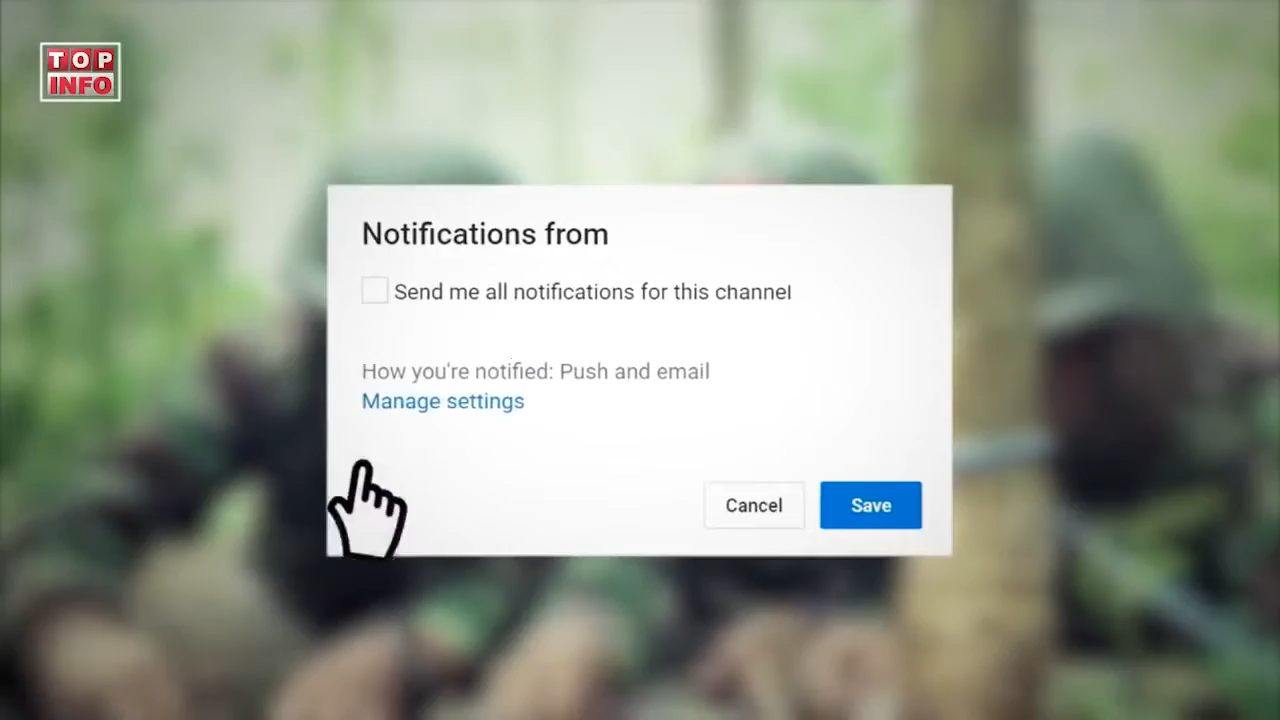 TOP
INFO
Notifications from
Send me all notifications for this channel
How you're notified: Push and email
Manage settings
Cancel
Save